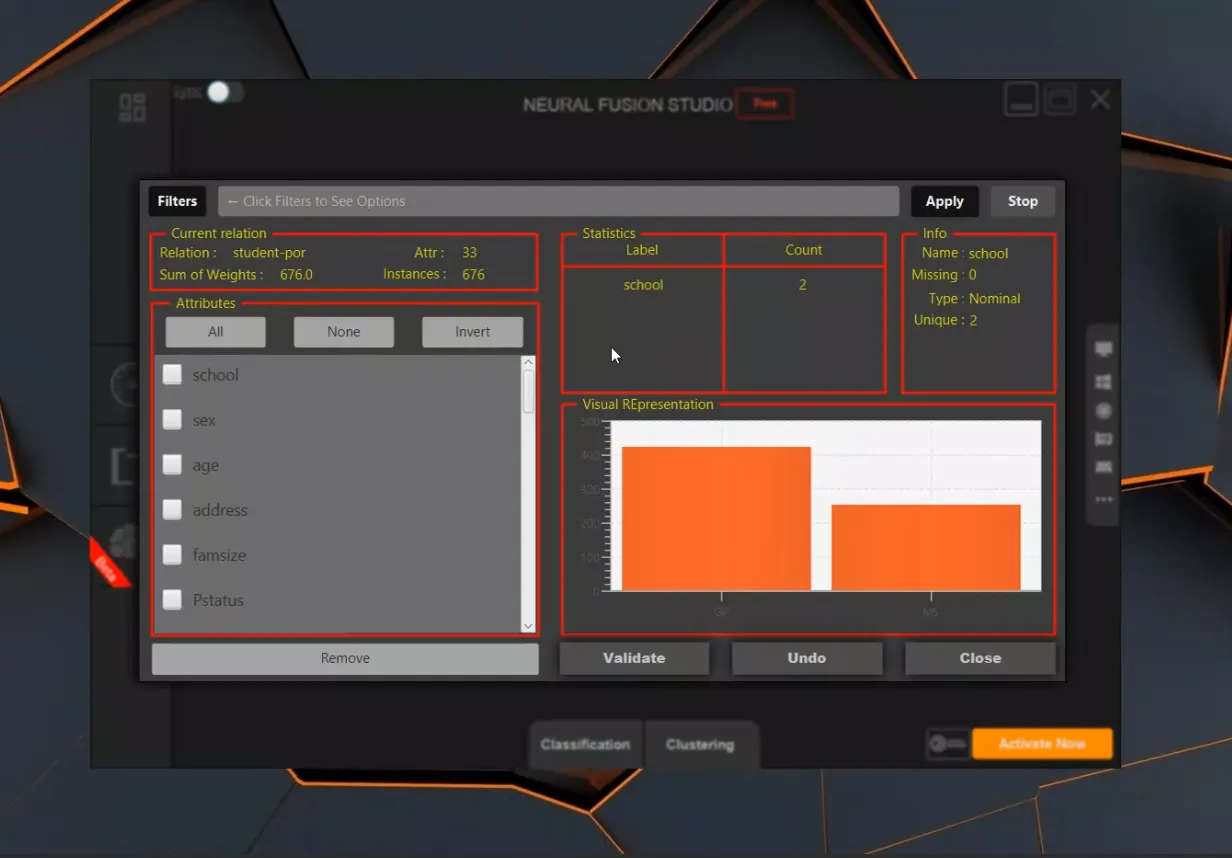 NEURAL FUSION STUDIO Free
Filters
← Click Filters to See Options
Apply
Stop
Current relation
Relation : student-por Attr : 33
Sum of Weights : 676.0 Instances : 676
Attributes
All None Invert
school
sex
age
address
famsize
Pstatus
Remove
Statistics
Label Count
school 2
Info
Name : school
Missing : 0
Type : Nominal
Unique : 2
Visual REpresentation
500
400
300
200
100
0
GP MS
Validate Undo Close
Beta
Classification Clustering
Activate Now